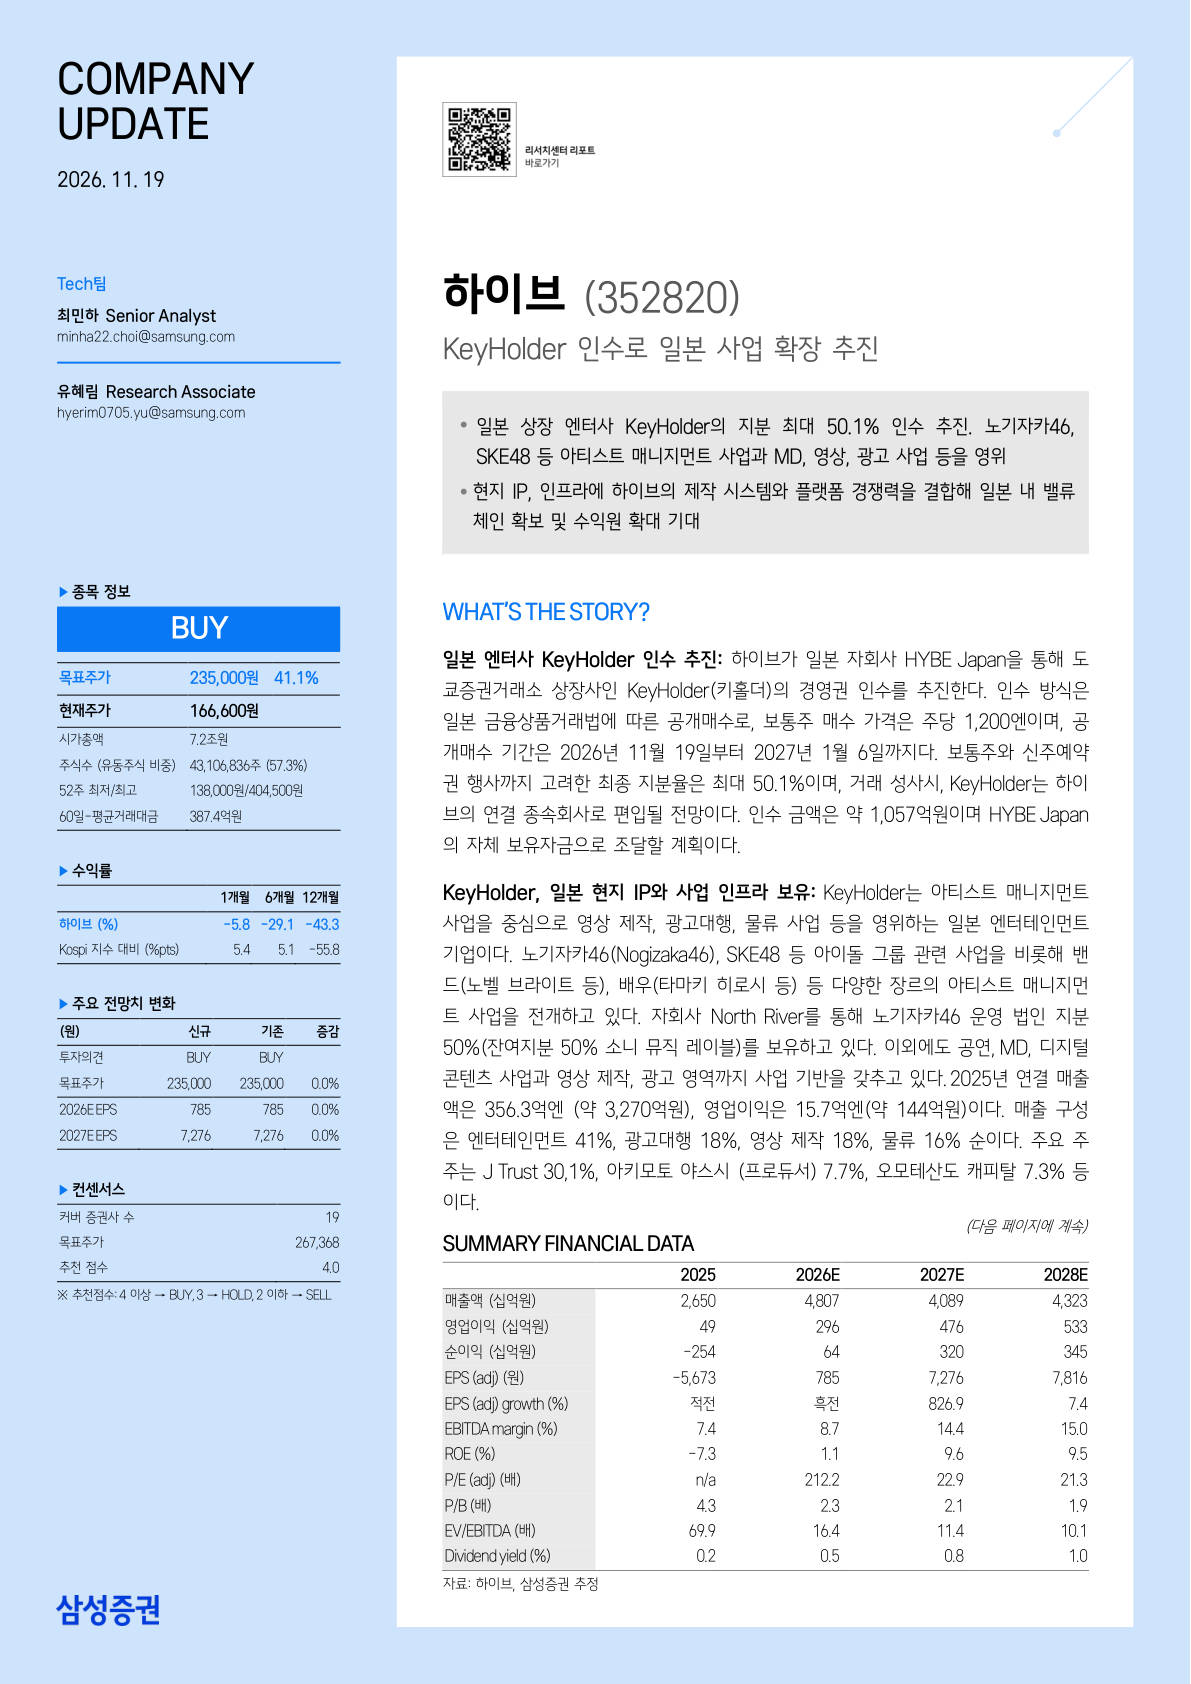 COMPANY
UPDATE
2026. 11. 19
Tech팀
최민하 Senior Analyst
minha22.choi@samsung.com
유혜림 Research Associate
hyerim0705.yu@samsung.com
▶ 종목 정보
BUY
목표주가 235,000원 41.1%
현재주가 166,600원
시가총액 7.2조원
주식수 (유동주식 비중) 43,106,836주 (57.3%)
52주 최저/최고 138,000원/404,500원
60일-평균거래대금 387.4억원
▶ 수익률
1개월 6개월 12개월
하이브 (%) -5.8 -29.1 -43.3
Kospi 지수 대비 (%pts) 5.4 5.1 -55.8
▶ 주요 전망치 변화
(원) 신규 기존 증감
투자의견 BUY BUY
목표주가 235,000 235,000 0.0%
2026E EPS 785 785 0.0%
2027E EPS 7,276 7,276 0.0%
▶ 컨센서스
커버 증권사 수 19
목표주가 267,368
추천 점수 4.0
※ 추천점수: 4 이상 → BUY, 3 → HOLD, 2 이하 → SELL
삼성증권
리서치센터 리포트
바로가기
하이브 (352820)
KeyHolder 인수로 일본 사업 확장 추진
• 일본 상장 엔터사 KeyHolder의 지분 최대 50.1% 인수 추진. 노기자카46,
SKE48 등 아티스트 매니지먼트 사업과 MD, 영상, 광고 사업 등을 영위
• 현지 IP, 인프라에 하이브의 제작 시스템와 플랫폼 경쟁력을 결합해 일본 내 밸류
체인 확보 및 수익원 확대 기대
WHAT'S THE STORY?
일본 엔터사 KeyHolder 인수 추진: 하이브가 일본 자회사 HYBE Japan을 통해 도
쿄증권거래소 상장사인 KeyHolder(키홀더)의 경영권 인수를 추진한다. 인수 방식은
일본 금융상품거래법에 따른 공개매수로, 보통주 매수 가격은 주당 1,200엔이며, 공
개매수 기간은 2026년 11월 19일부터 2027년 1월 6일까지다. 보통주와 신주예약
권 행사까지 고려한 최종 지분율은 최대 50.1%이며, 거래 성사시, KeyHolder는 하이
브의 연결 종속회사로 편입될 전망이다. 인수 금액은 약 1,057억원이며 HYBE Japan
의 자체 보유자금으로 조달할 계획이다.
KeyHolder, 일본 현지 IP와 사업 인프라 보유: KeyHolder는 아티스트 매니지먼트
사업을 중심으로 영상 제작, 광고대행, 물류 사업 등을 영위하는 일본 엔터테인먼트
기업이다. 노기자카46(Nogizaka46), SKE48 등 아이돌 그룹 관련 사업을 비롯해 밴
드(노벨 브라이트 등), 배우(타마키 히로시 등) 등 다양한 장르의 아티스트 매니지먼
트 사업을 전개하고 있다. 자회사 North River를 통해 노기자카46 운영 법인 지분
50%(잔여지분 50% 소니 뮤직 레이블)를 보유하고 있다. 이외에도 공연, MD, 디지털
콘텐츠 사업과 영상 제작, 광고 영역까지 사업 기반을 갖추고 있다. 2025년 연결 매출
액은 356.3억엔 (약 3,270억원), 영업이익은 15.7억엔(약 144억원)이다. 매출 구성
은 엔터테인먼트 41%, 광고대행 18%, 영상 제작 18%, 물류 16% 순이다. 주요 주
주는 J Trust 30,1%, 아키모토 야스시 (프로듀서) 7.7%, 오모테산도 캐피탈 7.3% 등
이다.
(다음 페이지에 계속)
SUMMARY FINANCIAL DATA
2025 2026E 2027E 2028E
매출액 (십억원) 2,650 4,807 4,089 4,323
영업이익 (십억원) 49 296 476 533
순이익 (십억원) -254 64 320 345
EPS (adj) (원) -5,673 785 7,276 7,816
EPS (adj) growth (%) 적전 흑전 826.9 7.4
EBITDA margin (%) 7.4 8.7 14.4 15.0
ROE (%) -7.3 1.1 9.6 9.5
P/E (adj) (배) n/a 212.2 22.9 21.3
P/B (배) 4.3 2.3 2.1 1.9
EV/EBITDA (배) 69.9 16.4 11.4 10.1
Dividend yield (%) 0.2 0.5 0.8 1.0
자료: 하이브, 삼성증권 추정